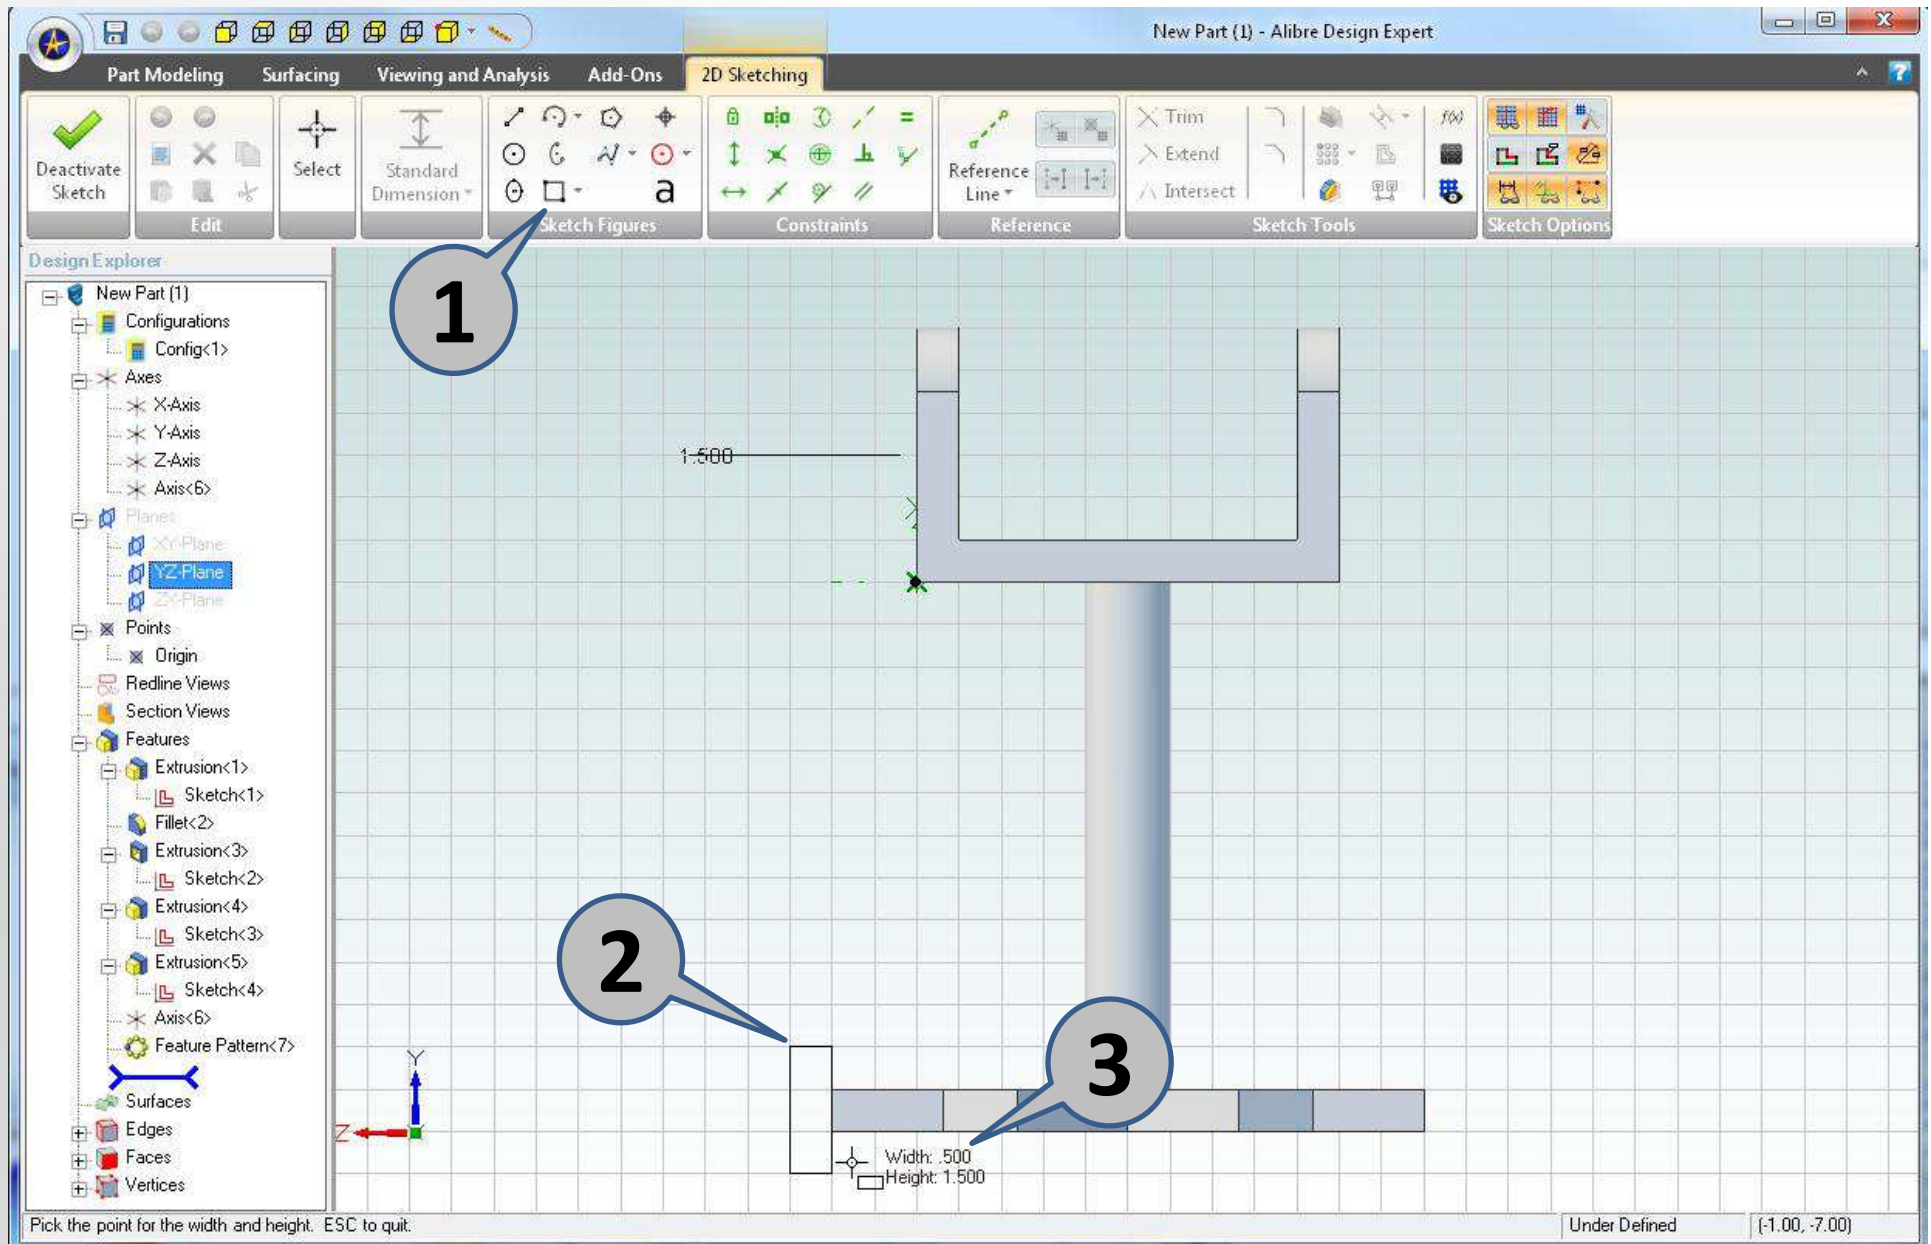 New Part (1) - Alibre Design Expert
Part Modeling
Surfacing
Viewing and Analysis
Add-Ons
2D Sketching
Deactivate
Sketch
Edit
Select
Standard
Dimension
a
Sketch Figures
Constraints
Reference
Line
Reference
Trim
Extend
Intersect
f(x)
Sketch Tools
Sketch Options
Design Explorer
New Part (1)
Configurations
Config<1>
Axes
X-Axis
Y-Axis
Z-Axis
Axis<6>
Planes
XY-Plane
YZ-Plane
ZX-Plane
Points
Origin
Redline Views
Section Views
Features
Extrusion<1>
Sketch<1>
Fillet<2>
Extrusion<3>
Sketch<2>
Extrusion<4>
Sketch<3>
Extrusion<5>
Sketch<4>
Axis<6>
Feature Pattern<7>
Surfaces
Edges
Faces
Vertices
1
1.500
2
3
Y
Z
Width: .500
Height: 1.500
Pick the point for the width and height. ESC to quit.
Under Defined
(-1.00, -7.00)